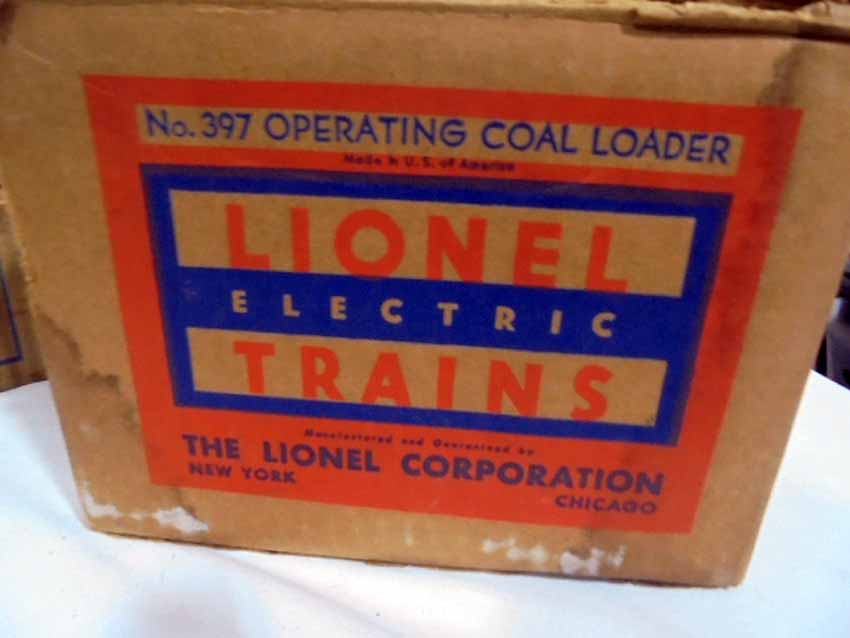 No. 397 OPERATING COAL LOADER
Made in U.S. of America
LIONEL
ELECTRIC
TRAINS
Manufactured and Guaranteed by
THE LIONEL CORPORATION
NEW YORK
CHICAGO